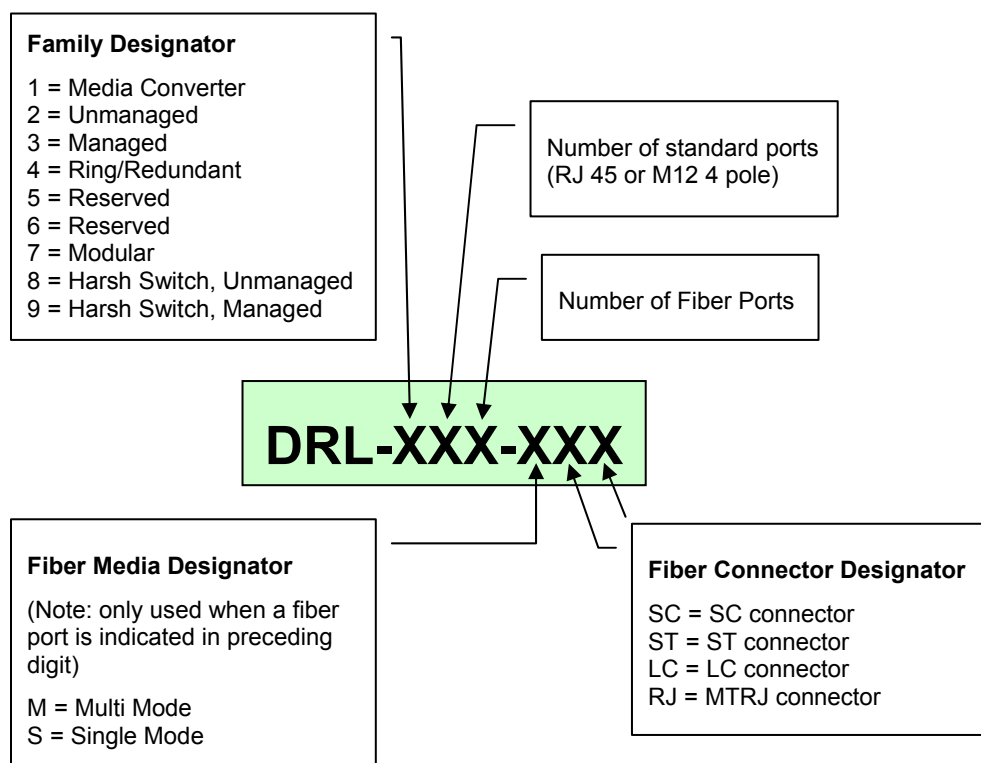 Family Designator
1 = Media Converter
2 = Unmanaged
3 = Managed
4 = Ring/Redundant
5 = Reserved
6 = Reserved
7 = Modular
8 = Harsh Switch, Unmanaged
9 = Harsh Switch, Managed
Number of standard ports
(RJ 45 or M12 4 pole)
Number of Fiber Ports
DRL-XXX-XXX
Fiber Media Designator
(Note: only used when a fiber
port is indicated in preceding
digit)
M = Multi Mode
S = Single Mode
Fiber Connector Designator
SC = SC connector
ST = ST connector
LC = LC connector
RJ = MTRJ connector